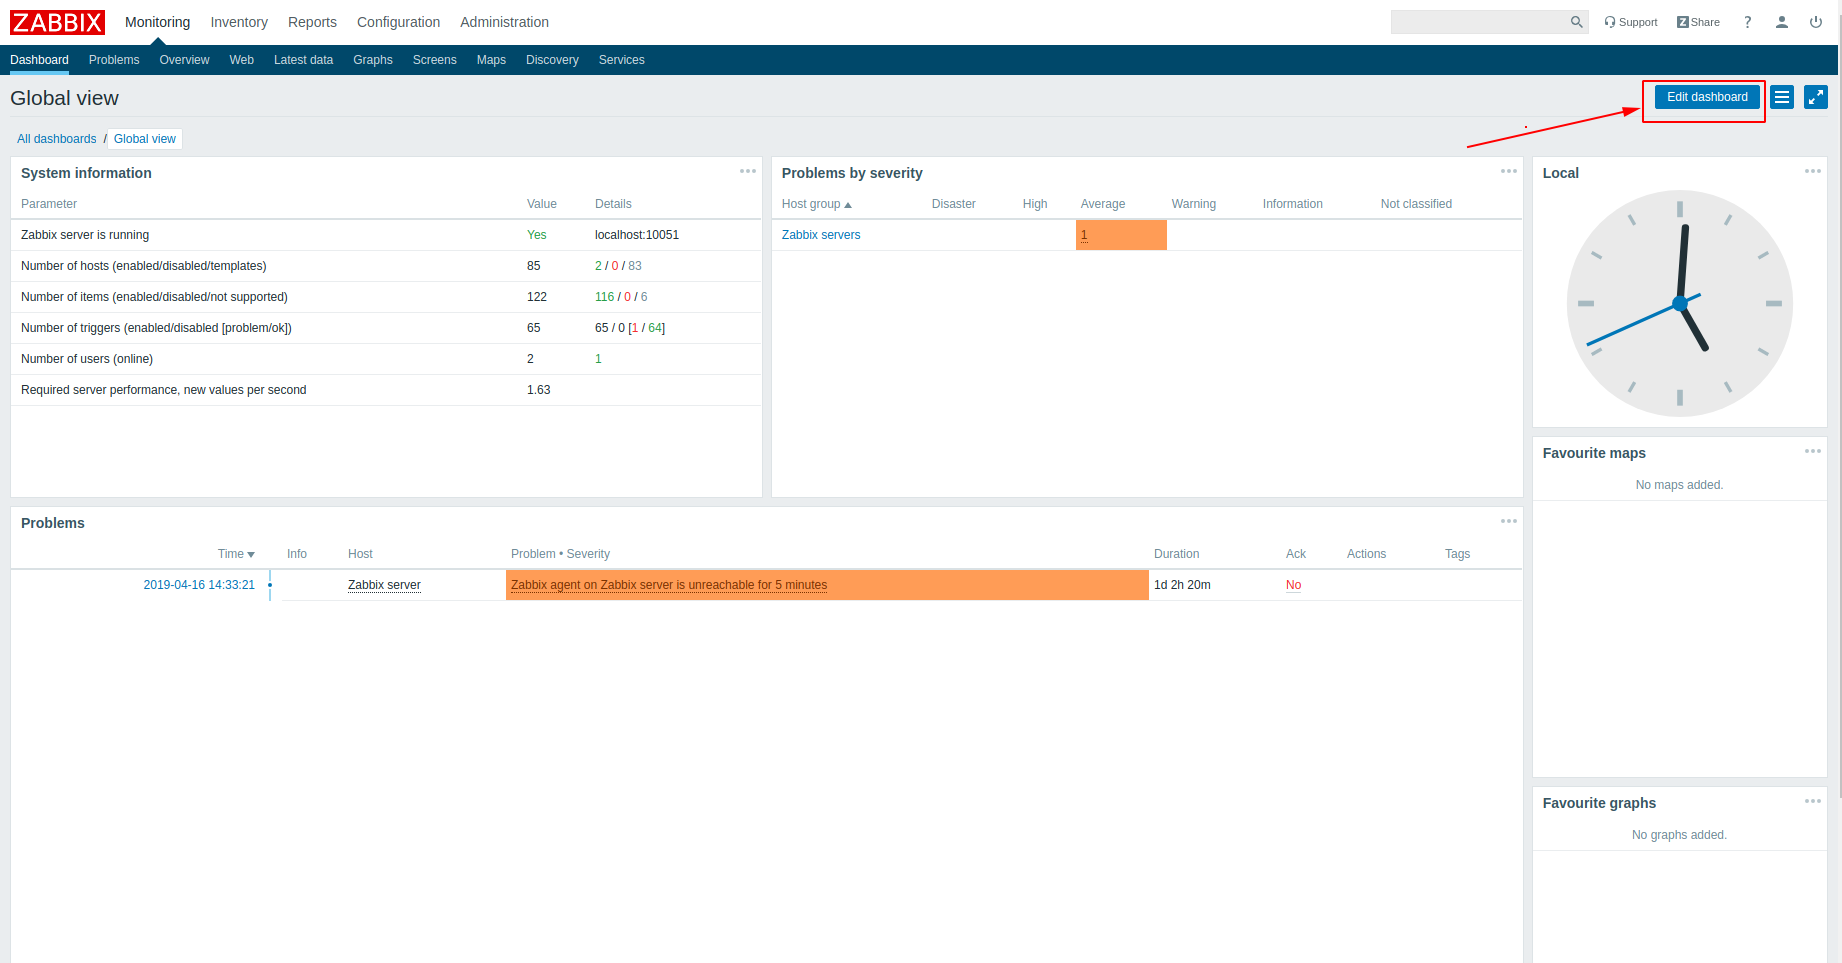 ZABBIX Monitoring Inventory Reports Configuration Administration Support Z Share ?
Dashboard Problems Overview Web Latest data Graphs Screens Maps Discovery Services
Global view Edit dashboard
All dashboards / Global view
System information
Parameter Value Details
Zabbix server is running Yes localhost:10051
Number of hosts (enabled/disabled/templates) 85 2 / 0 / 83
Number of items (enabled/disabled/not supported) 122 116 / 0 / 6
Number of triggers (enabled/disabled [problem/ok]) 65 65 / 0 [1 / 64]
Number of users (online) 2 1
Required server performance, new values per second 1.63
Problems by severity
Host group Disaster High Average Warning Information Not classified
Zabbix servers 1
Local
Favourite maps
No maps added.
Problems
Time Info Host Problem • Severity Duration Ack Actions Tags
2019-04-16 14:33:21 Zabbix server Zabbix agent on Zabbix server is unreachable for 5 minutes 1d 2h 20m No
Favourite graphs
No graphs added.